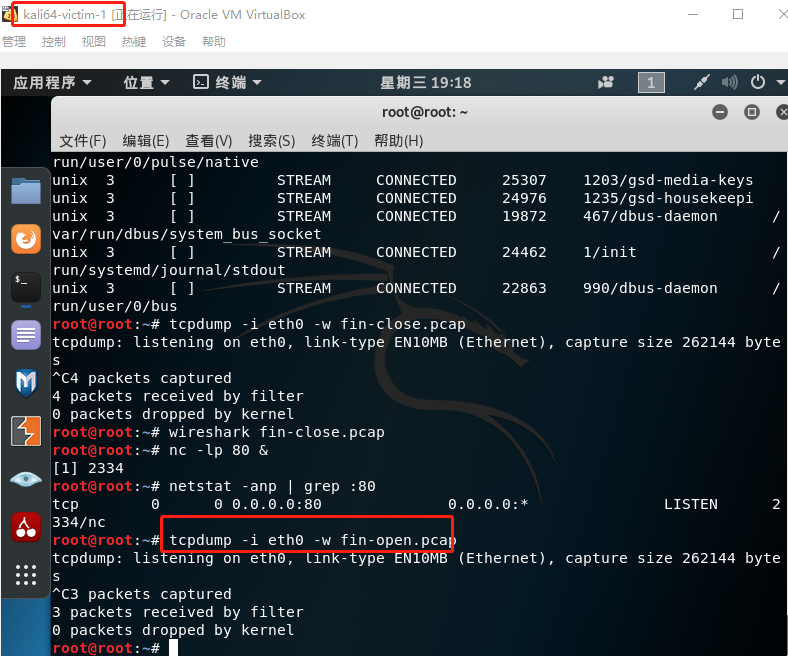 kali64-victim-1 [正在运行] - Oracle VM VirtualBox
管理 控制 视图 热键 设备 帮助
应用程序 位置 终端 星期三 19:18 1
root@root: ~
文件(F) 编辑(E) 查看(V) 搜索(S) 终端(T) 帮助(H)
run/user/0/pulse/native
unix 3 [ ] STREAM CONNECTED 25307 1203/gsd-media-keys
unix 3 [ ] STREAM CONNECTED 24976 1235/gsd-housekeepi
unix 3 [ ] STREAM CONNECTED 19872 467/dbus-daemon /
var/run/dbus/system_bus_socket
unix 3 [ ] STREAM CONNECTED 24462 1/init /
run/systemd/journal/stdout
unix 3 [ ] STREAM CONNECTED 22863 990/dbus-daemon /
run/user/0/bus
root@root:~# tcpdump -i eth0 -w fin-close.pcap
tcpdump: listening on eth0, link-type EN10MB (Ethernet), capture size 262144 byte
s
^C4 packets captured
4 packets received by filter
0 packets dropped by kernel
root@root:~# wireshark fin-close.pcap
root@root:~# nc -lp 80 &
[1] 2334
root@root:~# netstat -anp | grep :80
tcp 0 0 0.0.0.0:80 0.0.0.0:* LISTEN 2
334/nc
root@root:~# tcpdump -i eth0 -w fin-open.pcap
tcpdump: listening on eth0, link-type EN10MB (Ethernet), capture size 262144 byte
s
^C3 packets captured
3 packets received by filter
0 packets dropped by kernel
root@root:~#